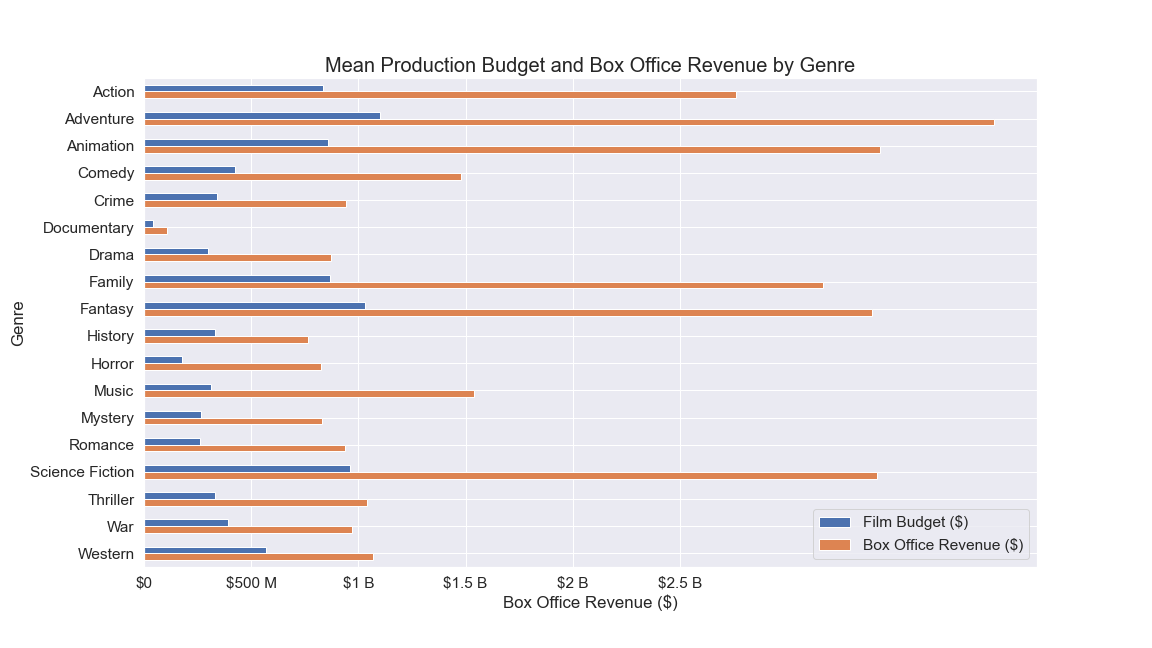 Mean Production Budget and Box Office Revenue by Genre
Genre
Action
Adventure
Animation
Comedy
Crime
Documentary
Drama
Family
Fantasy
History
Horror
Music
Mystery
Romance
Science Fiction
Thriller
War
Western
Film Budget ($)
Box Office Revenue ($)
$0 $500 M $1 B $1.5 B $2 B $2.5 B
Box Office Revenue ($)